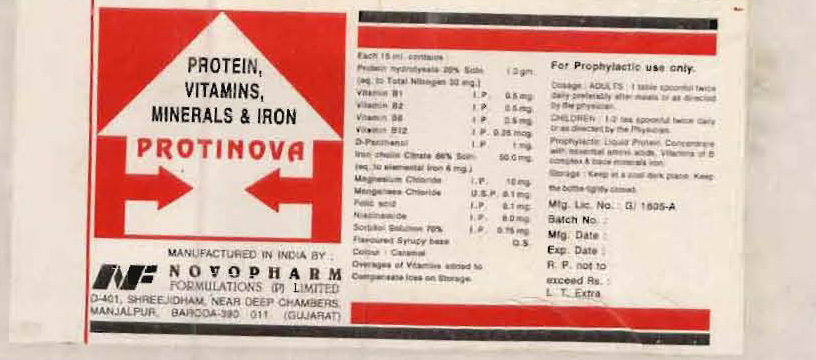 PROTEIN,
VITAMINS,
MINERALS & IRON
PROTINOVA
MANUFACTURED IN INDIA BY :
NOVOPHARM
FORMULATIONS (P) LIMITED
D-401, SHREEJIDHAM, NEAR DEEP CHAMBERS,
MANJALPUR, BARODA-390 011 (GUJARAT)
Each 15 ml. contains :
Protein hydrolysate 20% Soln. 1.0 gm.
(eq. to Total Nitrogen 30 mg.)
Vitamin B1 I.P. 0.5 mg.
Vitamin B2 I.P. 0.5 mg.
Vitamin B6 I.P. 0.5 mg.
Vitamin B12 I.P. 0.25 mcg.
D-Panthenol I.P. 1 mg.
Iron cholin Citrate 66% Soln. 50.0 mg.
(eq. to elemental Iron 6 mg.)
Magnesium Chloride I.P. 10 mg.
Manganese Chloride U.S.P. 0.1 mg.
Folic acid I.P. 0.1 mg.
Niacinamide I.P. 6.0 mg.
Sorbitol Solution 70% I.P. 0.75 mg.
Flavoured Syrupy base Q.S.
Colour : Caramel
Overages of Vitamins added to
Compensate loss on Storage.
For Prophylactic use only.
Dosage : ADULTS : 1 table spoonful twice
daily preferably after meals or as directed
by the physician.
CHILDREN : 1-2 tea spoonful twice daily
or as directed by the Physician.
Prophylactic Liquid Protein Concentrate
with essential amino acids, Vitamins of B
complex & trace minerals iron.
Storage : Keep in a cool dark place. Keep
the bottle tightly closed.
Mfg. Lic. No. : G/ 1605-A
Batch No. :
Mfg. Date :
Exp. Date :
R. P. not to
exceed Rs. :
L. T. Extra